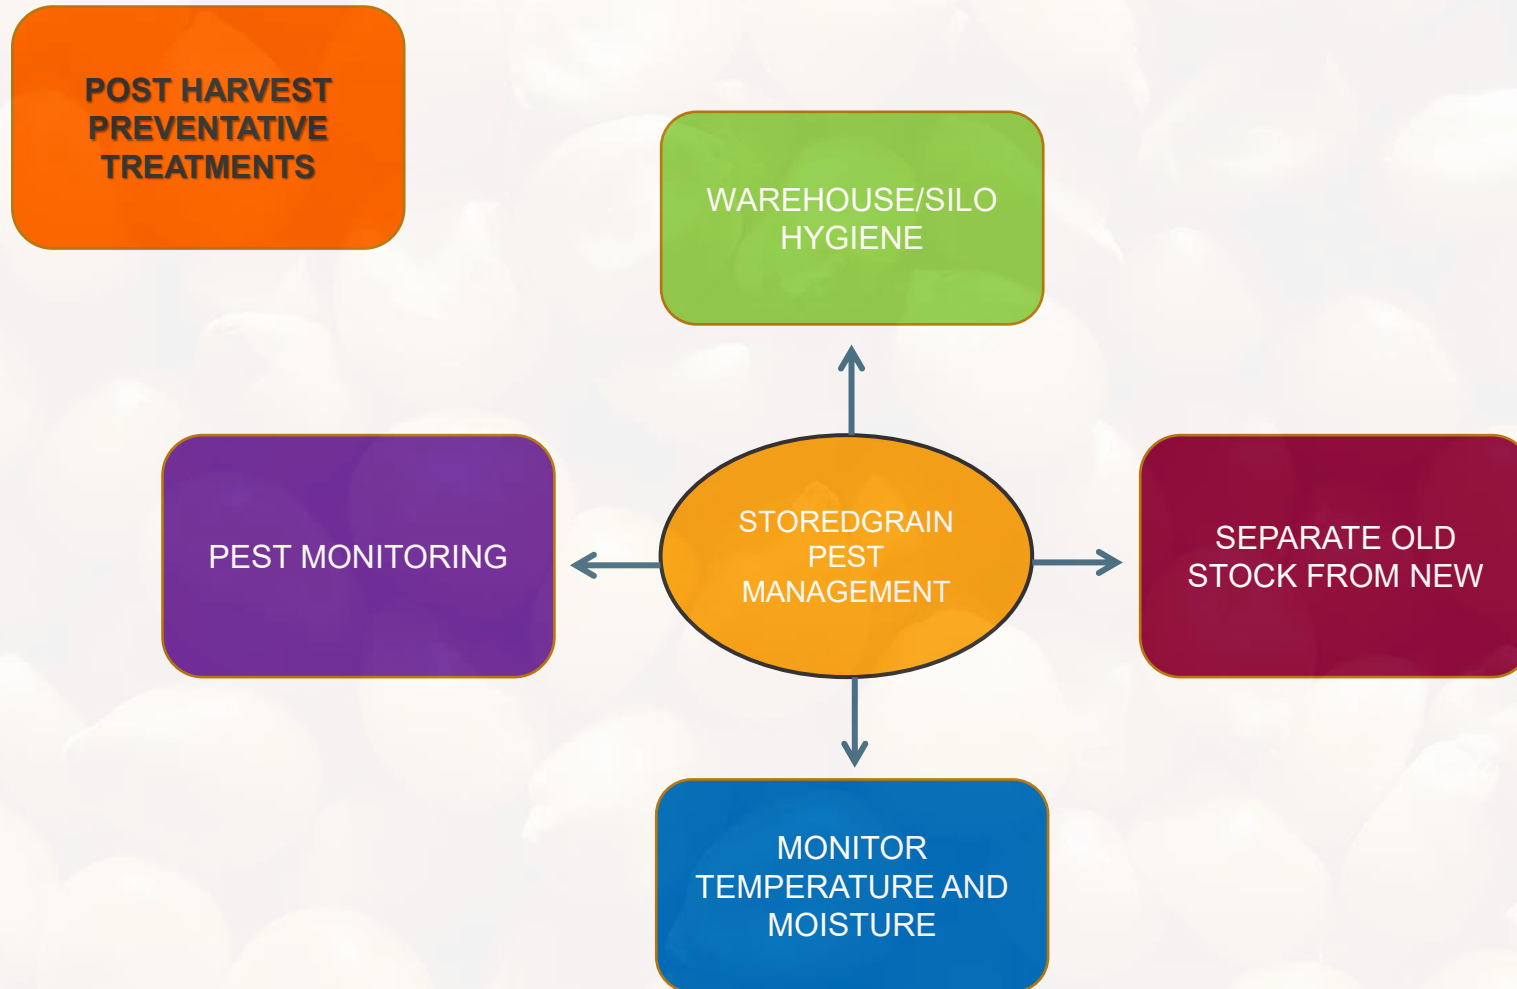 POST HARVEST
PREVENTATIVE
TREATMENTS
WAREHOUSE/SILO
HYGIENE
PEST MONITORING
STOREDGRAIN
PEST
MANAGEMENT
SEPARATE OLD
STOCK FROM NEW
MONITOR
TEMPERATURE AND
MOISTURE